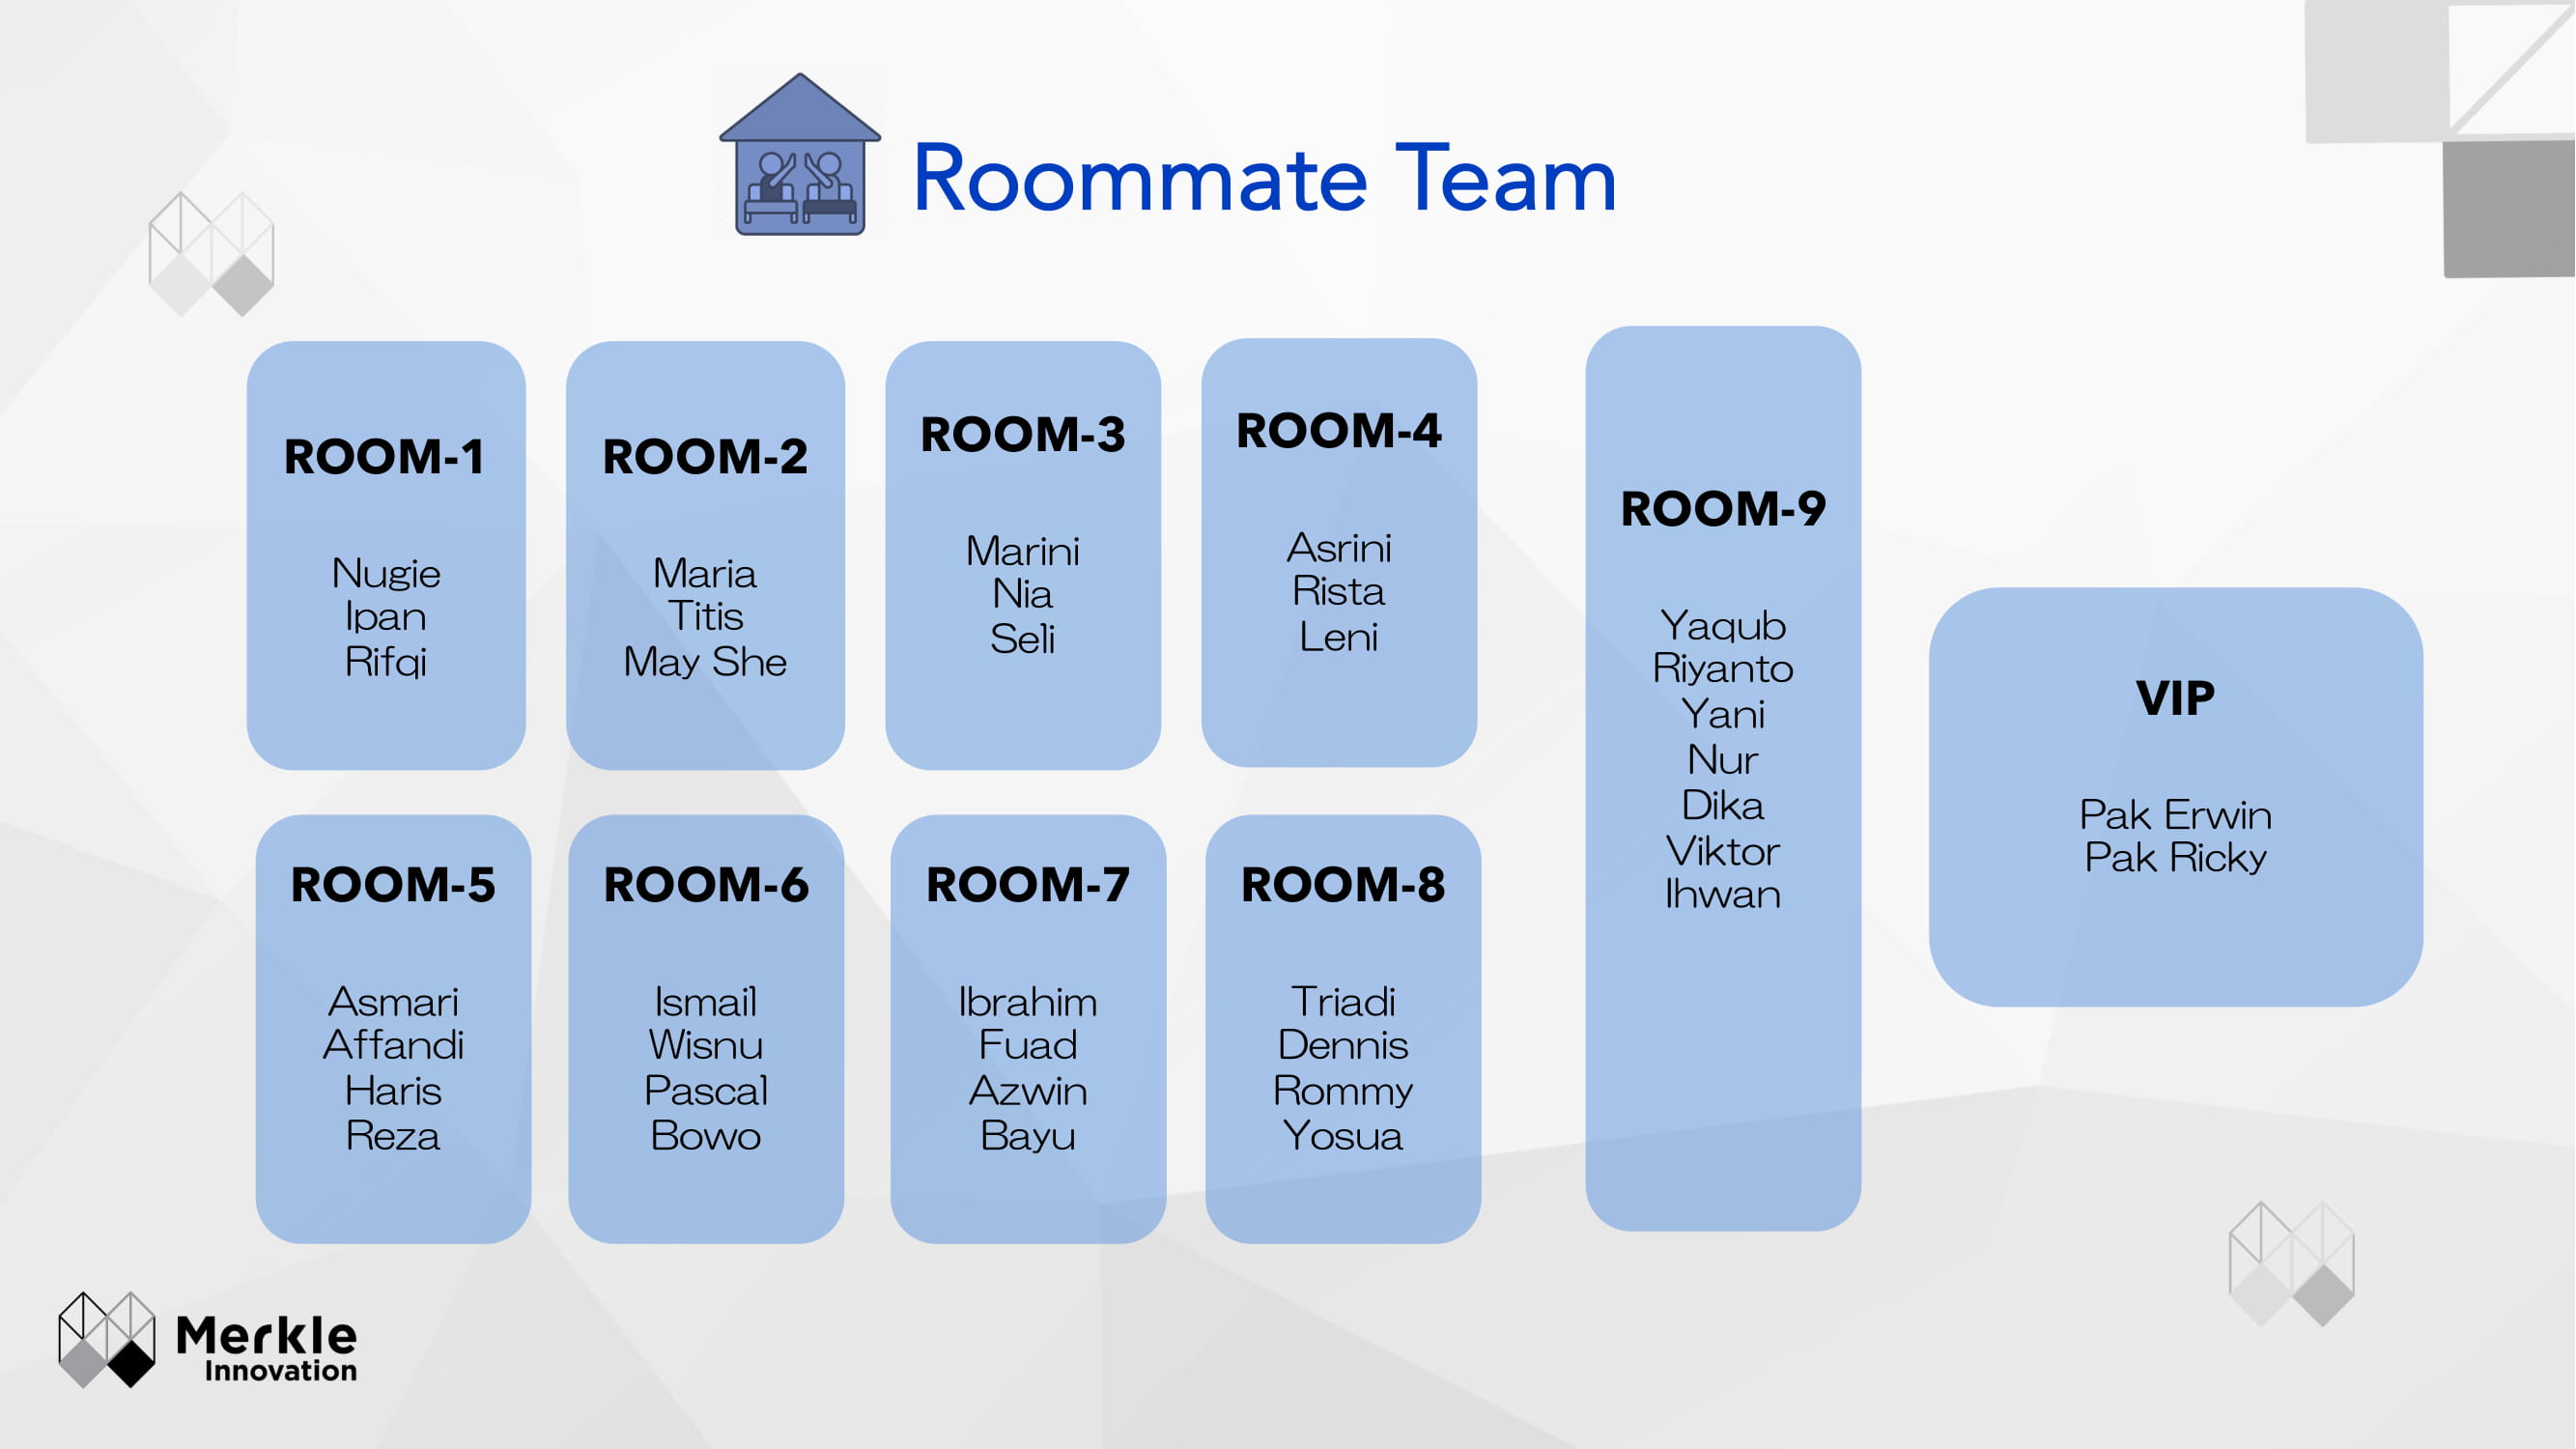 Roommate Team
ROOM-1
Nugie
Ipan
Rifqi
ROOM-2
Maria
Titis
May She
ROOM-3
Marini
Nia
Seli
ROOM-4
Asrini
Rista
Leni
ROOM-5
Asmari
Affandi
Haris
Reza
ROOM-6
Ismail
Wisnu
Pascal
Bowo
ROOM-7
Ibrahim
Fuad
Azwin
Bayu
ROOM-8
Triadi
Dennis
Rommy
Yosua
ROOM-9
Yaqub
Riyanto
Yani
Nur
Dika
Viktor
Ihwan
VIP
Pak Erwin
Pak Ricky
Merkle
Innovation